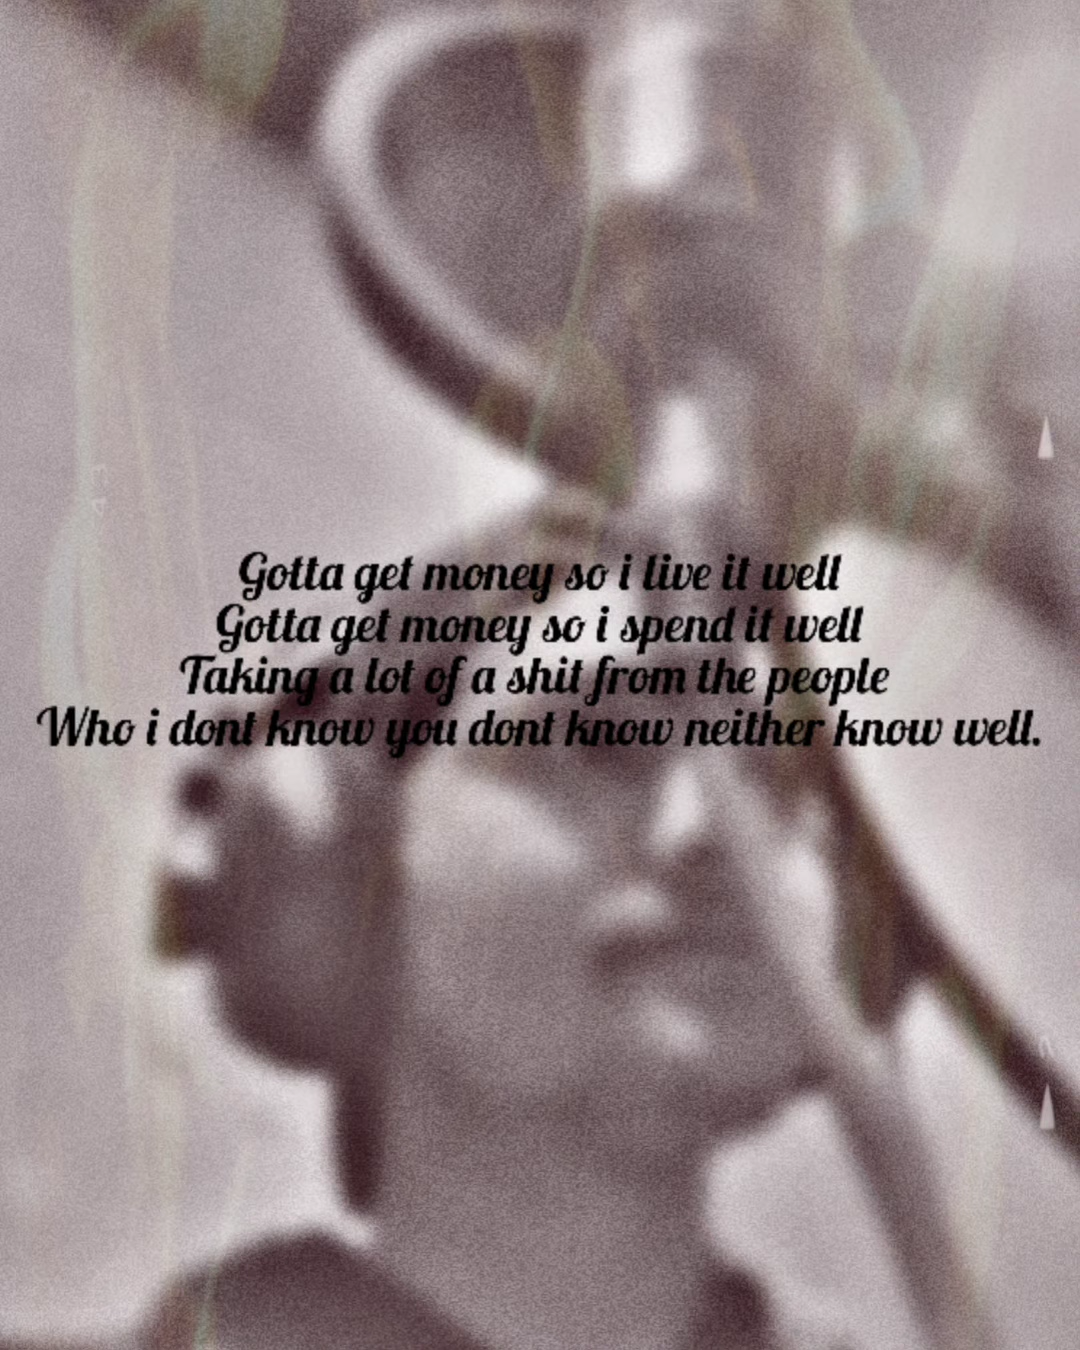 Gotta get money so i live it well
Gotta get money so i spend it well
Taking a lot of a shit from the people
Who i dont know you dont know neither know well.